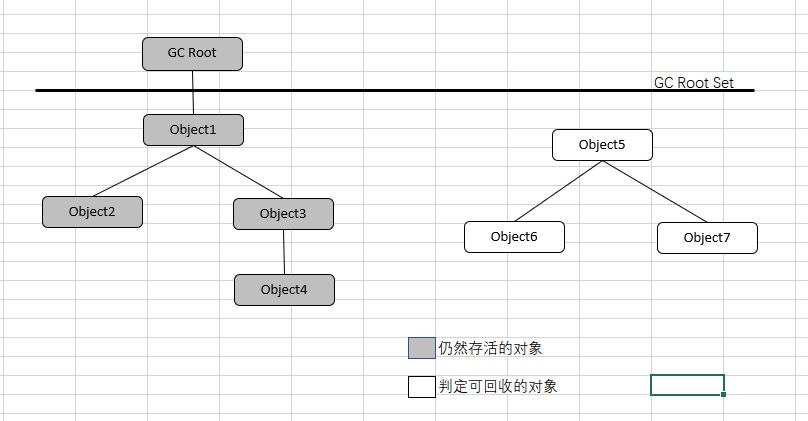 GC Root
GC Root Set
Object1
Object5
Object2
Object3
Object6
Object7
Object4
仍然存活的对象
判定可回收的对象